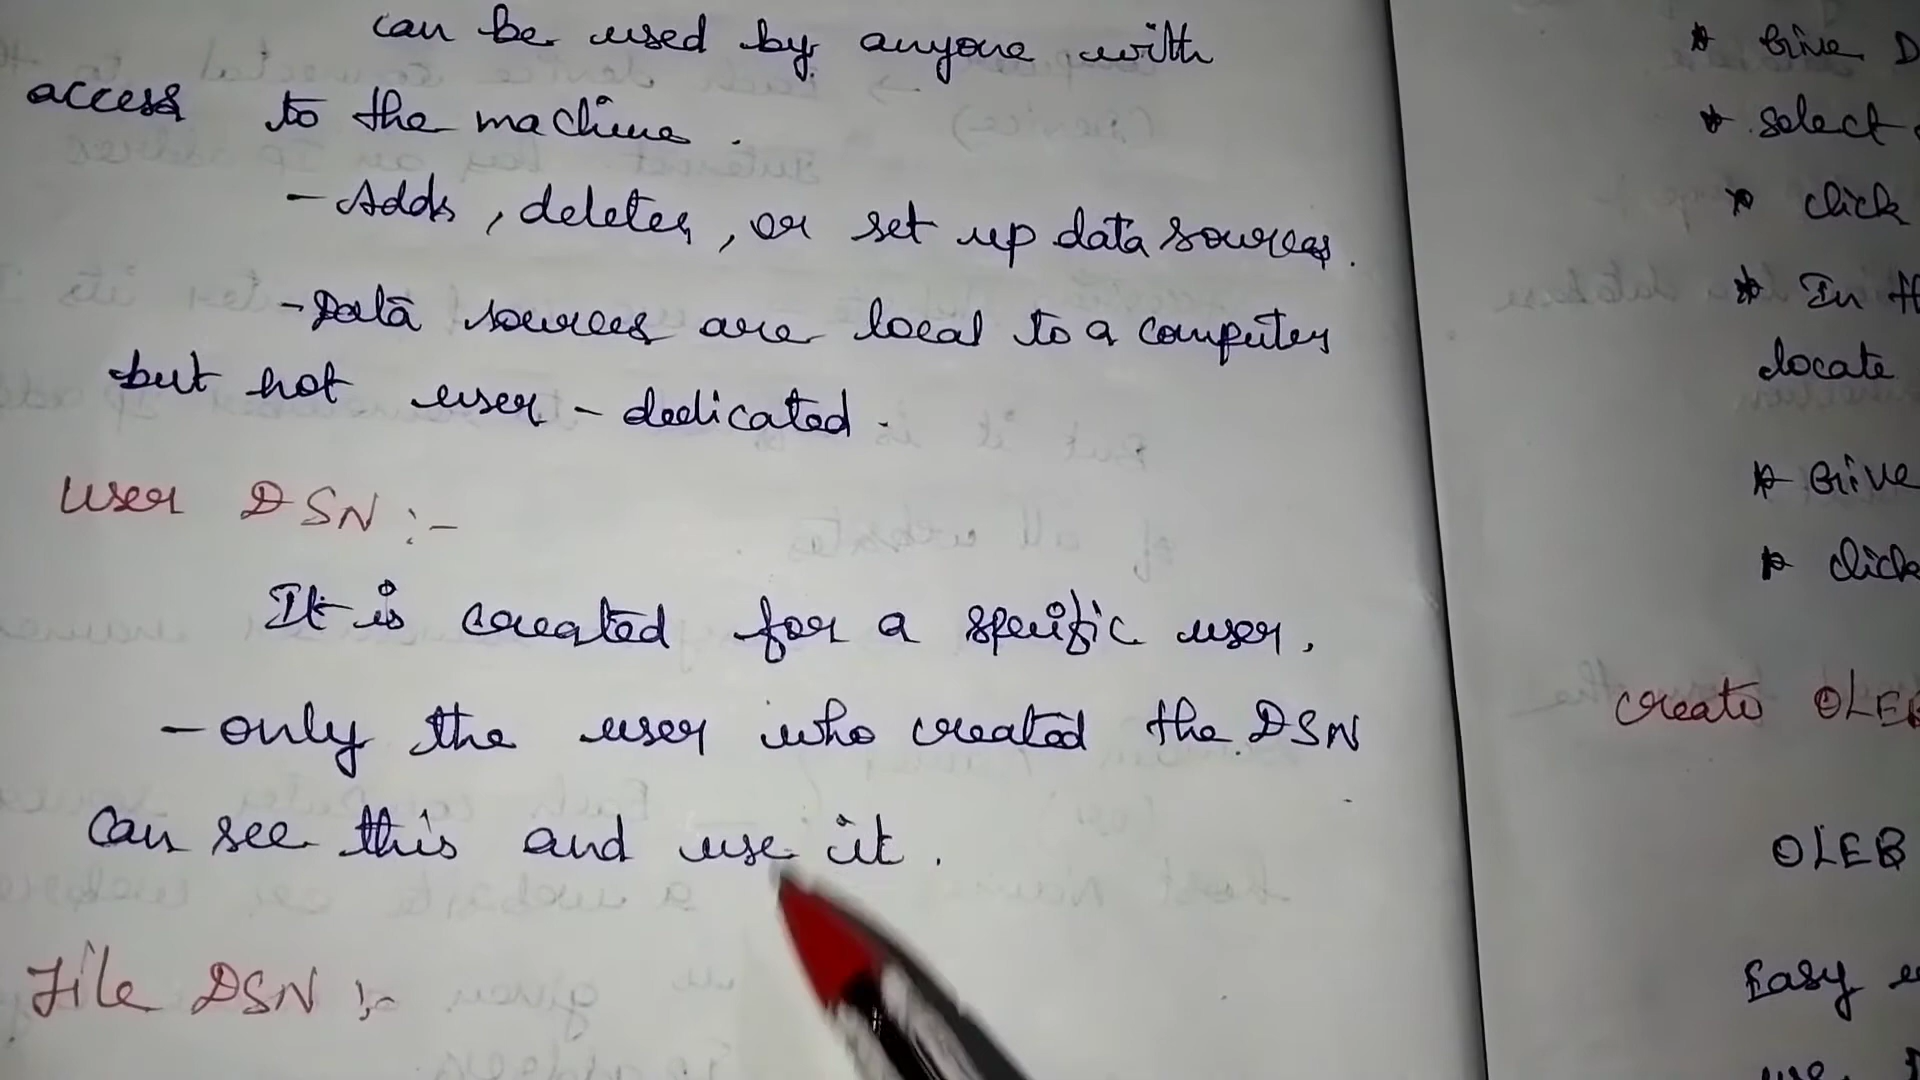 can be used by anyone with
access to the machine.
- Adds, deletes, or set up data sources.
- Data sources are local to a computer
but not user - dedicated.
User DSN :-
It is created for a specific user.
- only the user who created the DSN
can see this and use it.
File DSN :-
* Give D
* select
* click
* In th
locate
* Give
* click
create OLEB
OLEB
Easy
use